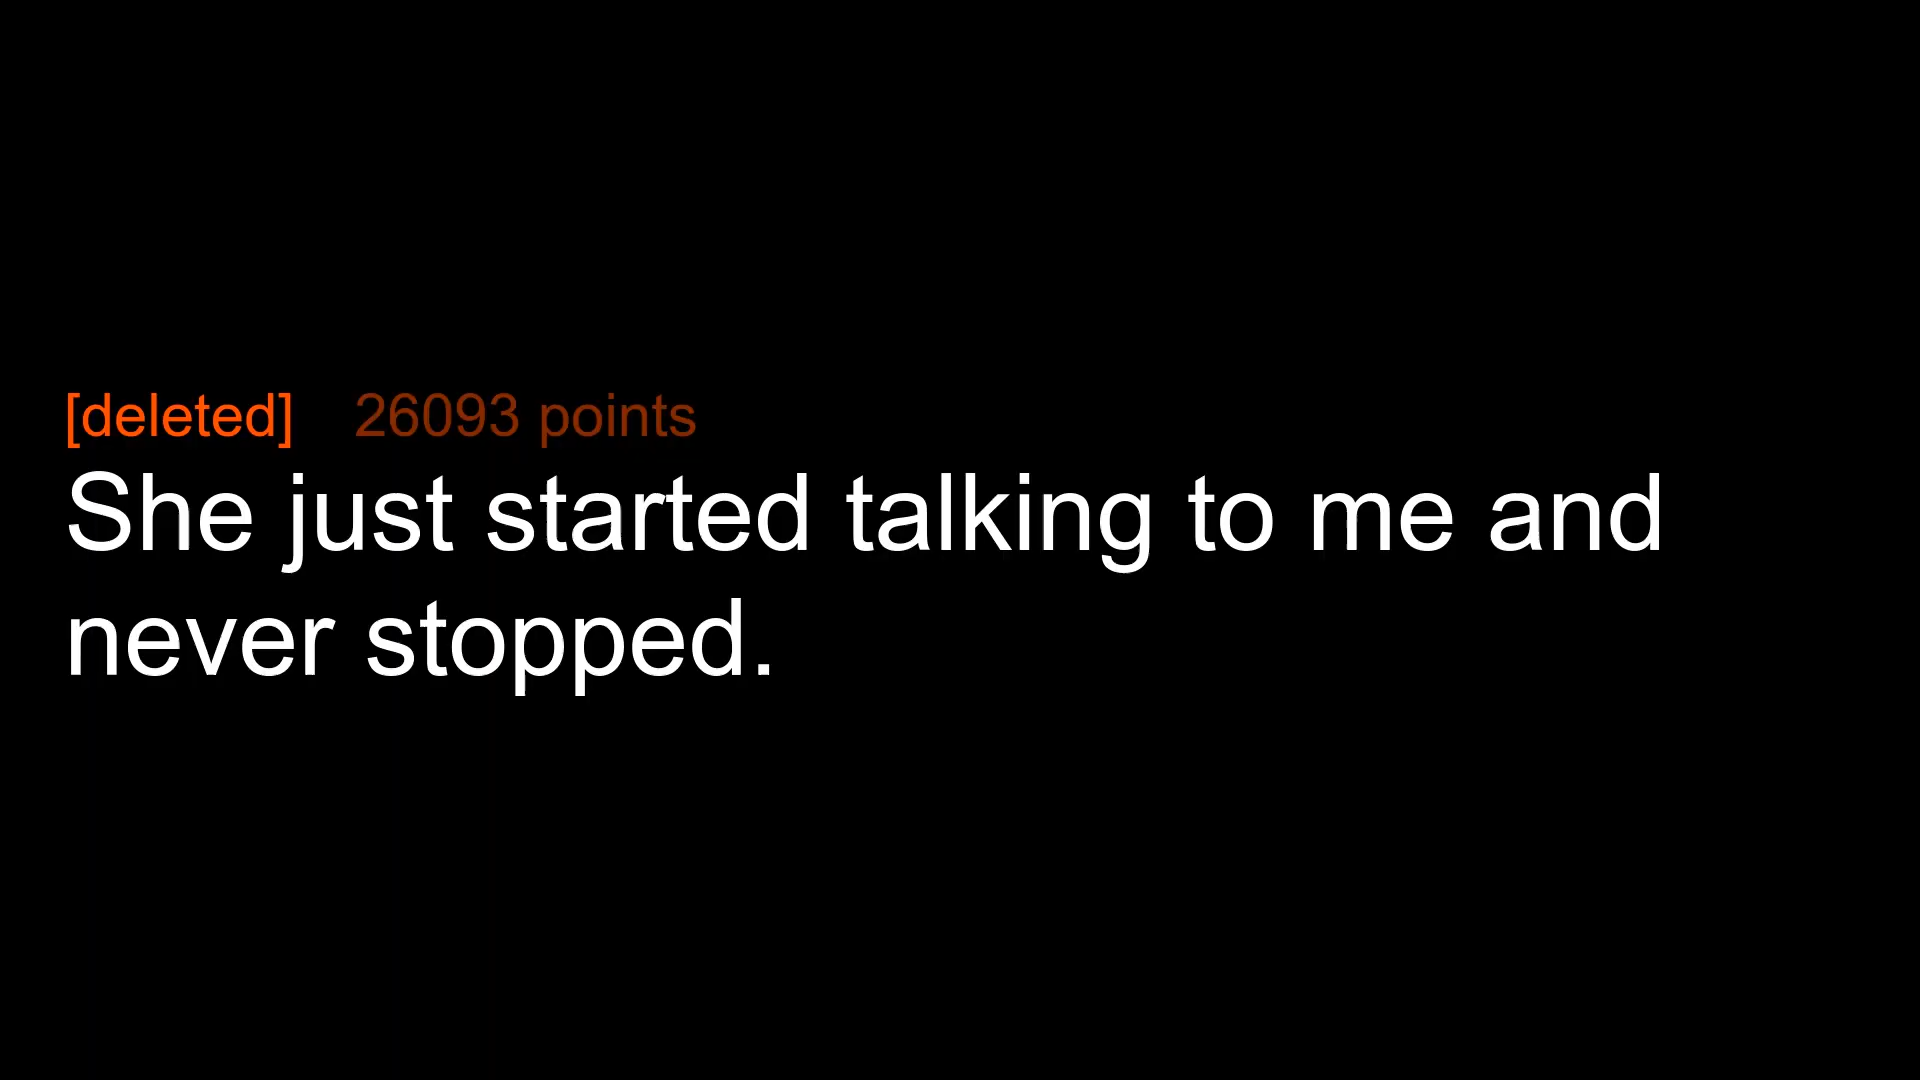 [deleted] 26093 points
She just started talking to me and
never stopped.